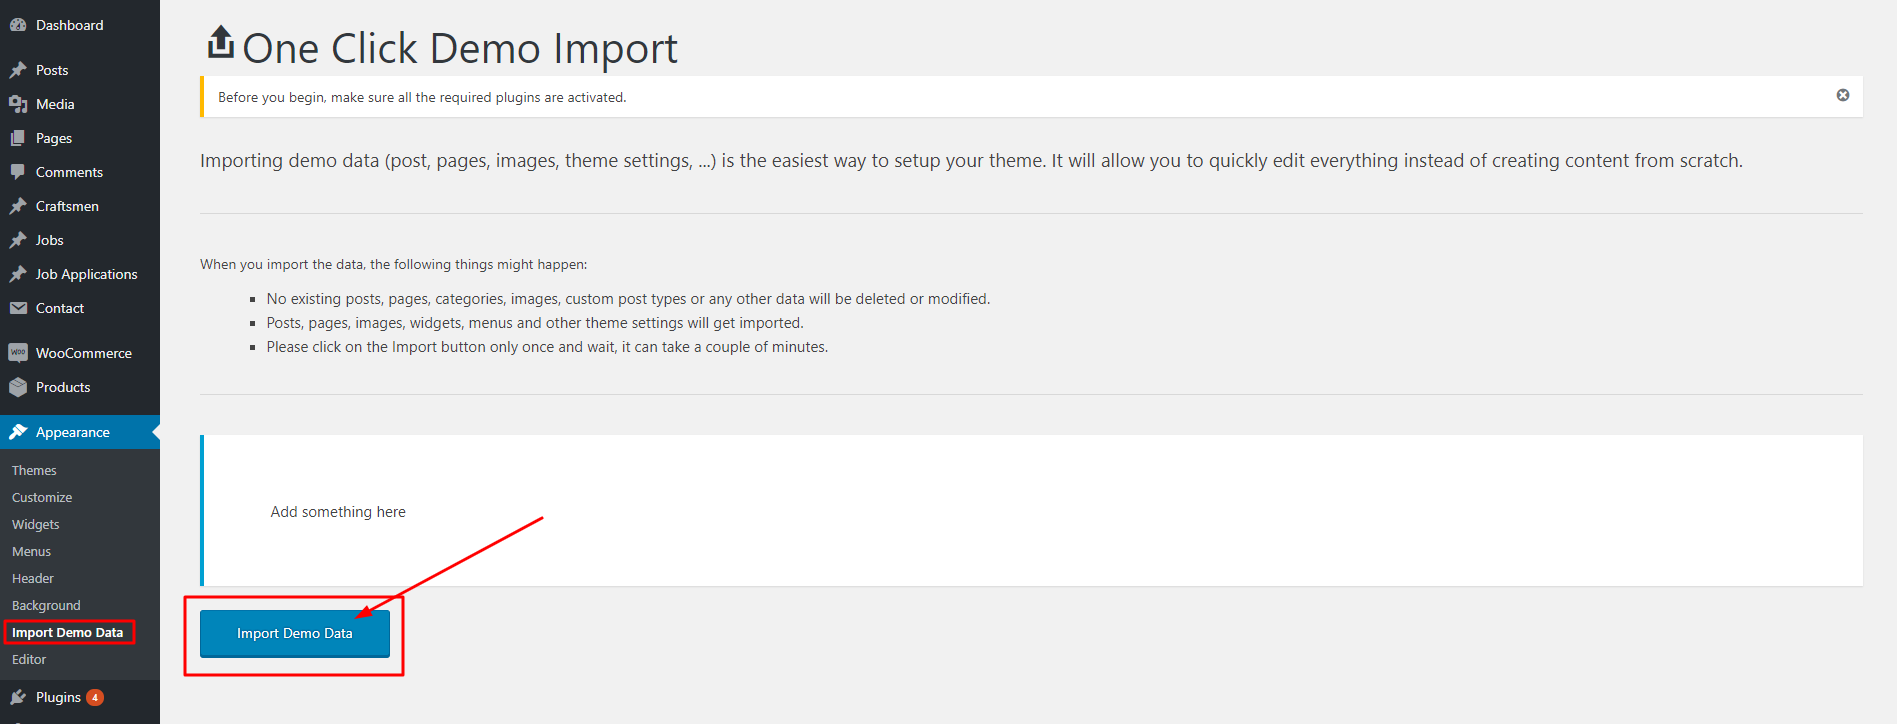 Dashboard
Posts
Media
Pages
Comments
Craftsmen
Jobs
Job Applications
Contact
WOO
WooCommerce
Products
Appearance
Themes
Customize
Widgets
Menus
Header
Background
Import Demo Data
Editor
Plugins 4
One Click Demo Import
Before you begin, make sure all the required plugins are activated.
Importing demo data (post, pages, images, theme settings, ...) is the easiest way to setup your theme. It will allow you to quickly edit everything instead of creating content from scratch.
When you import the data, the following things might happen:
No existing posts, pages, categories, images, custom post types or any other data will be deleted or modified.
Posts, pages, images, widgets, menus and other theme settings will get imported.
Please click on the Import button only once and wait, it can take a couple of minutes.
Add something here
Import Demo Data